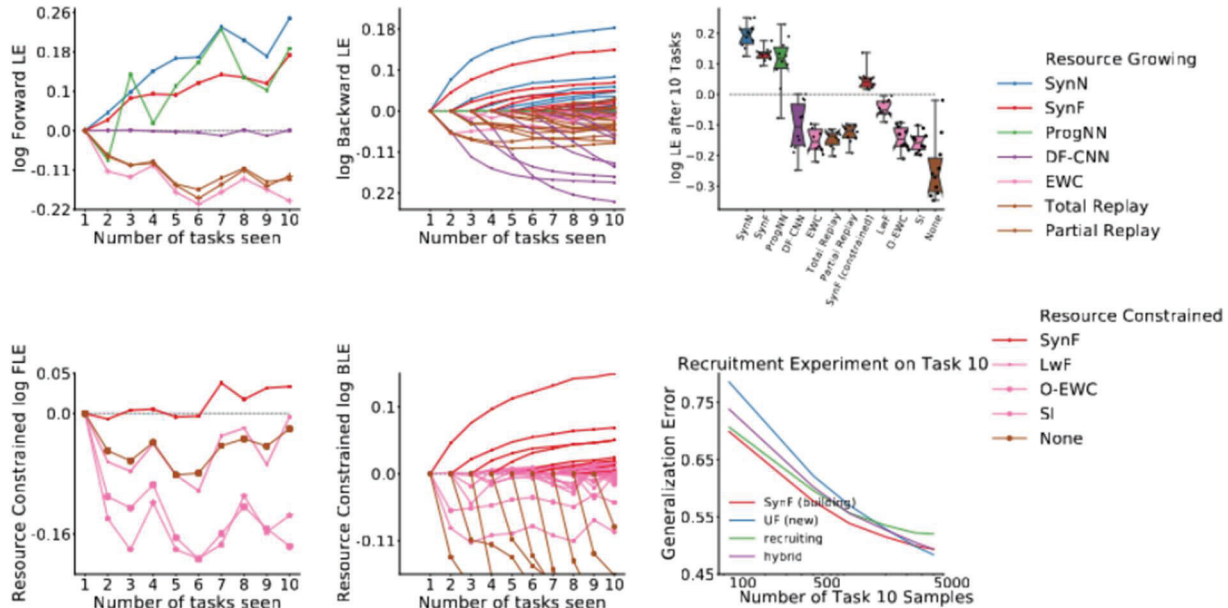 log Forward LE
0.26
0.18
0.1
0.0
-0.11
-0.22
1 2 3 4 5 6 7 8 9 10
Number of tasks seen
log Backward LE
0.18
0.1
0.0
0.11
0.22
1 2 3 4 5 6 7 8 9 10
Number of tasks seen
log LE after 10 Tasks
0.2
0.1
0.0
−0.1
−0.2
−0.3
SynN
SynF
ProgNN
DF-CNN
EWC
Total Replay
Partial Replay
SynF (constrained)
LwF
O-EWC
SI
None
Resource Growing
SynN
SynF
ProgNN
DF-CNN
EWC
Total Replay
Partial Replay
Resource Constrained log FLE
0.05
0.0
-0.16
1 2 3 4 5 6 7 8 9 10
Number of tasks seen
Resource Constrained log BLE
0.1
0.0
-0.11
1 2 3 4 5 6 7 8 9 10
Number of tasks seen
Recruitment Experiment on Task 10
Generalization Error
0.75
0.65
0.55
0.45
SynF (building)
UF (new)
recruiting
hybrid
100 500 5000
Number of Task 10 Samples
Resource Constrained
SynF
LwF
O-EWC
SI
None